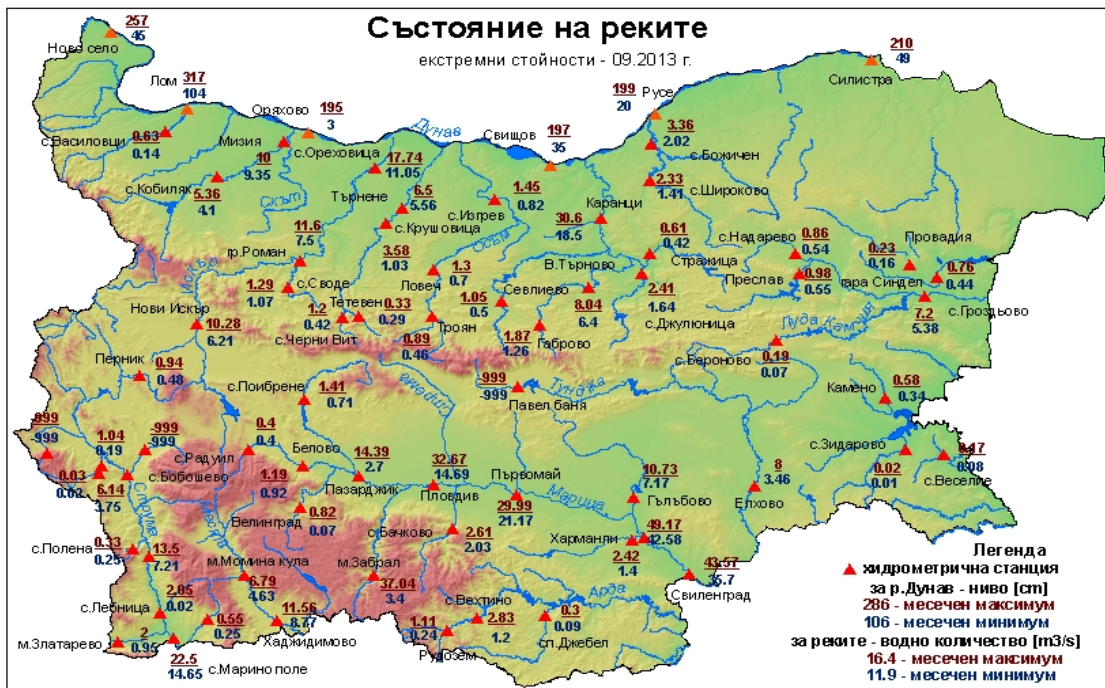 Състояние на реките
екстремни стойности - 09.2013 г.
257
45
Ново село
Лом
317
104
Оряхово
195
3
Дунав
Свищов
197
35
Русе
199
20
210
49
Силистра
с.Василовци
0.63
0.14
Мизия
10
9.35
с.Ореховица
с.Кобиляк
5.36
4.1
Скът
17.74
11.05
Търнене
6.5
5.56
с.Крушовица
с.Изгрев
1.45
0.82
Осъм
3.36
2.02
с.Божичен
2.33
1.41
с.Широково
Каранци
30.6
18.5
0.61
0.42
Стражица
с.Надарево
0.86
0.54
Преслав
0.98
0.55
Провадия
0.23
0.16
0.76
0.44
гара Синдел
7.2
5.38
с.Гроздьово
11.6
7.5
гр.Роман
3.58
1.03
Ловеч
1.3
0.7
В.Търново
Севлиево
2.41
1.64
с.Джулюница
1.29
1.07
с.Своде
Тетевен
1.2
0.42
0.33
0.29
с.Черни Вит
Троян
0.89
0.46
1.05
0.5
8.04
6.4
1.87
1.26
Габрово
Нови Искър
10.28
6.21
Луда Камчия
с.Бероново
0.19
0.07
Перник
0.94
0.48
с.Поибрене
1.41
0.71
-999
-999
Павел баня
Тунджа
Камено
0.58
0.34
-999
-999
1.04
0.19
-999
-999
с.Радуил
0.4
0.4
Белово
1.19
0.92
14.39
2.7
Пазарджик
32.67
14.69
Пловдив
Първомай
29.99
21.17
Марица
10.73
7.17
Гълъбово
8
3.46
Елхово
с.Зидарово
0.02
0.01
0.17
0.08
с.Веселие
0.03
0.02
6.14
3.75
с.Бобошево
Струма
Места
Велинград
0.82
0.07
с.Бачково
2.61
2.03
Харманли
49.17
42.58
2.42
1.4
43.57
35.7
Свиленград
с.Полена
0.33
0.25
13.5
7.21
м.Момина кула
6.79
4.63
м.Забрал
37.04
3.4
с.Лебница
2.05
0.02
0.55
0.25
11.56
8.77
Хаджидимово
с.Вехтино
2.83
1.2
1.11
0.24
Рудозем
Арда
0.3
0.09
сп.Джебел
м.Златарево
2
0.95
22.5
14.65
с.Марино поле
Легенда
хидрометрична станция
за р.Дунав - ниво [cm]
286 - месечен максимум
106 - месечен минимум
за реките - водно количество [m3/s]
16.4 - месечен максимум
11.9 - месечен минимум